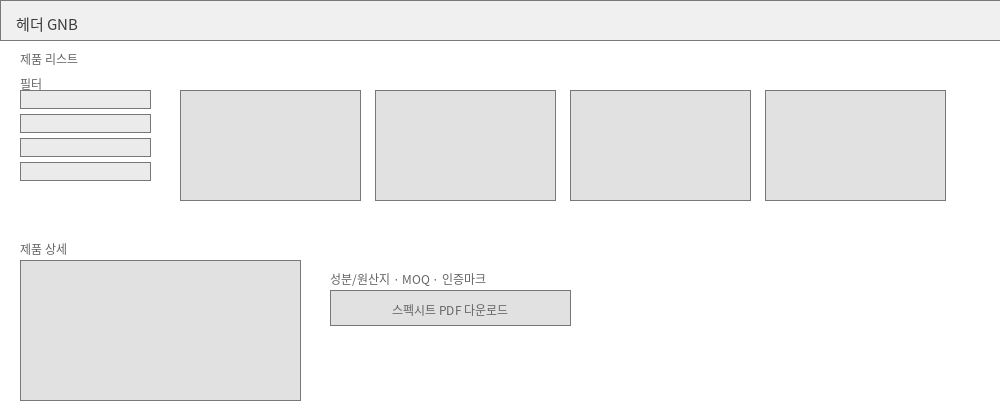 헤더 GNB
제품 리스트
필터
제품 상세
성분/원산지 · MOQ · 인증마크
스펙시트 PDF 다운로드